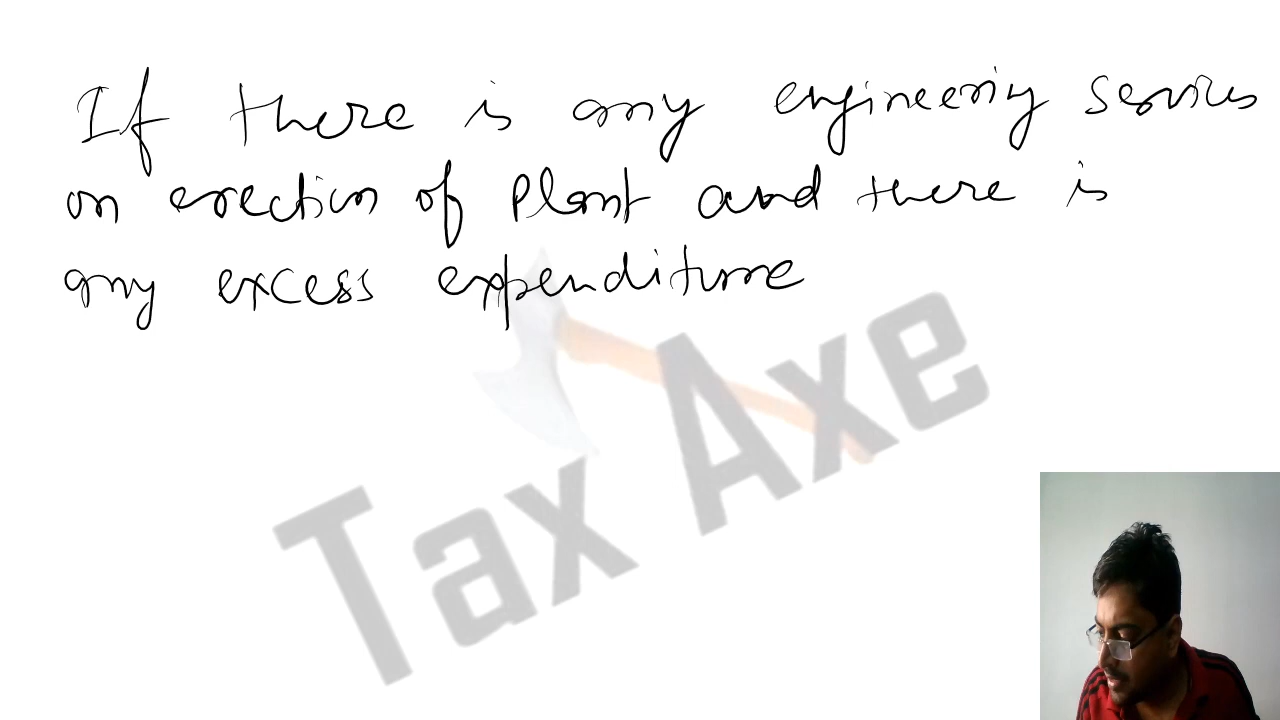 If there is any engineering services
on erection of Plant and there is
any excess expenditure
Tax Axe